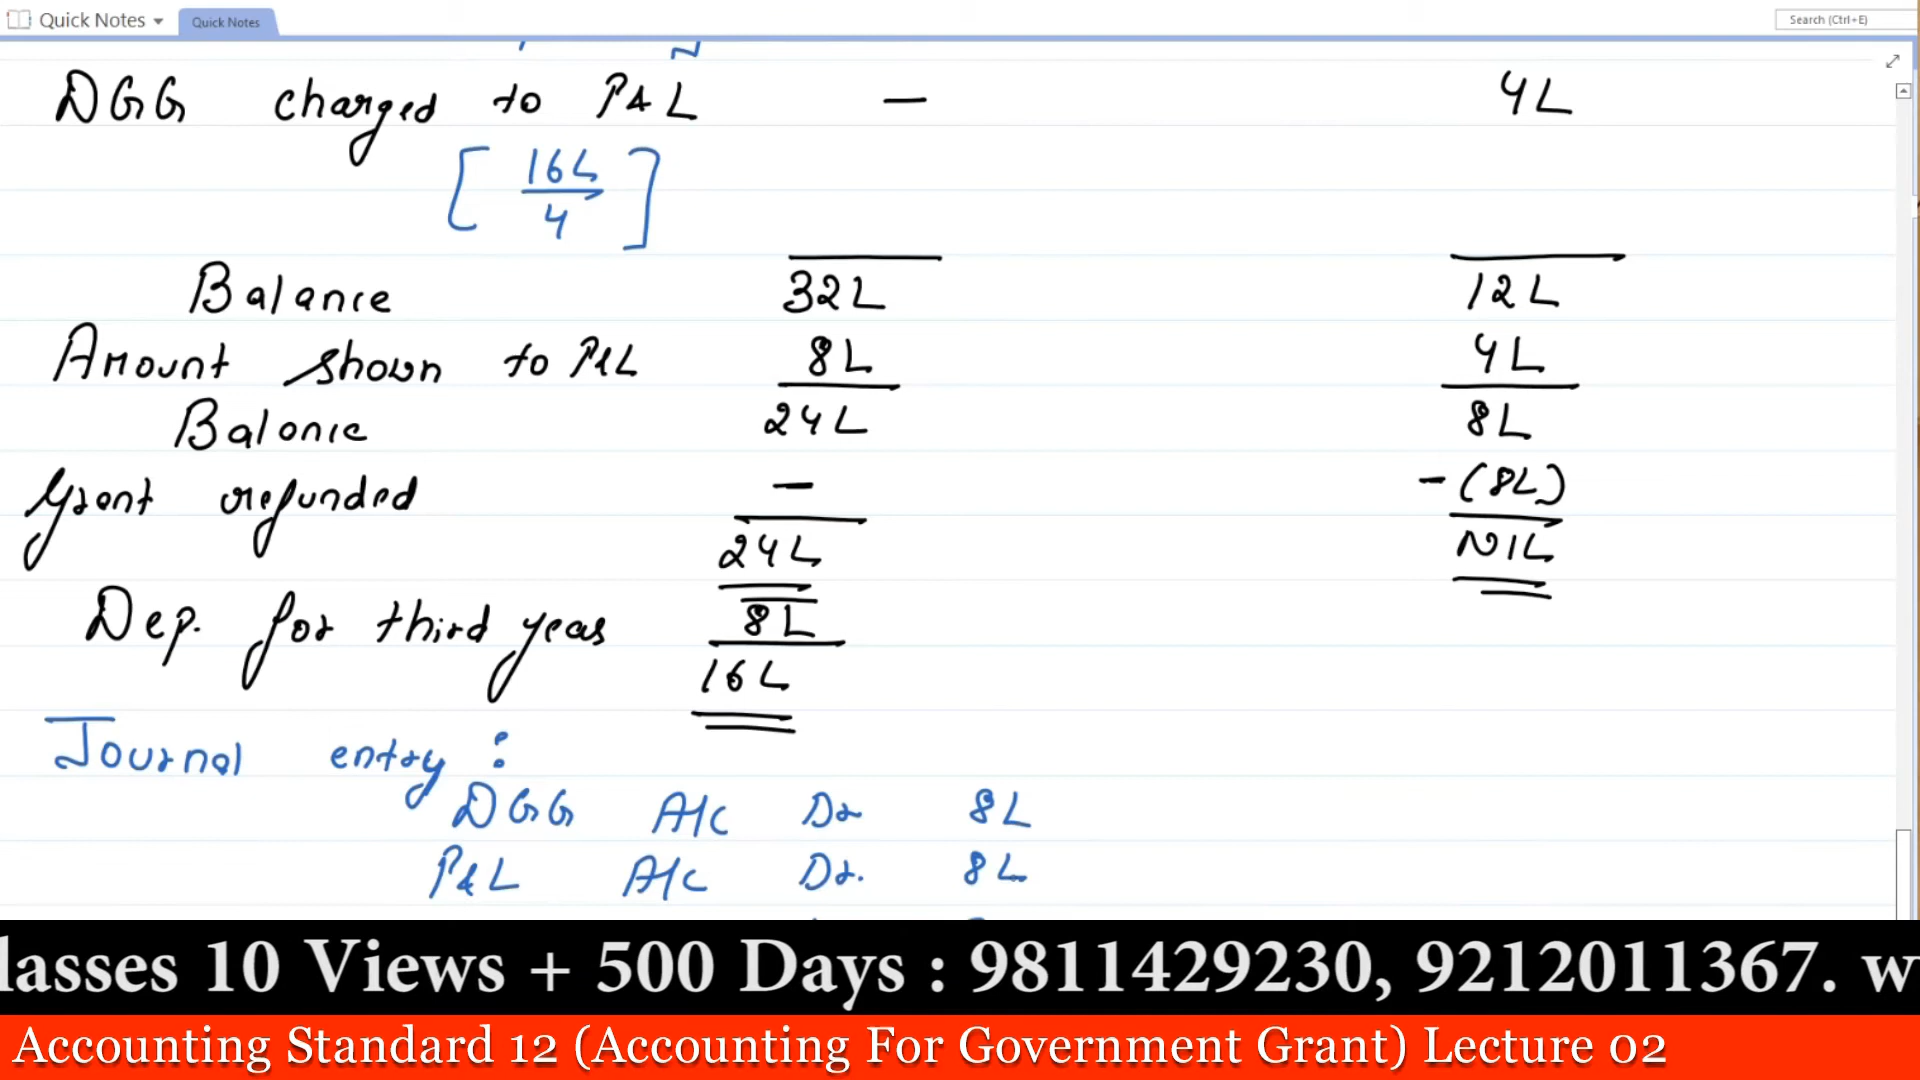 Quick Notes
Quick Notes
Search (Ctrl+E)
DGG charged to P&L — 4L
[16L/4]
Balance 32L 12L
Amount shown to P&L 8L 4L
Balance 24L 8L
Grant refunded — -(8L)
24L NIL
Dep. for third year 8L
16L
Journal entry :
DGG A/C Dr 8L
P&L A/C Dr. 8L
lasses 10 Views + 500 Days : 9811429230, 9212011367. w
Accounting Standard 12 (Accounting For Government Grant) Lecture 02